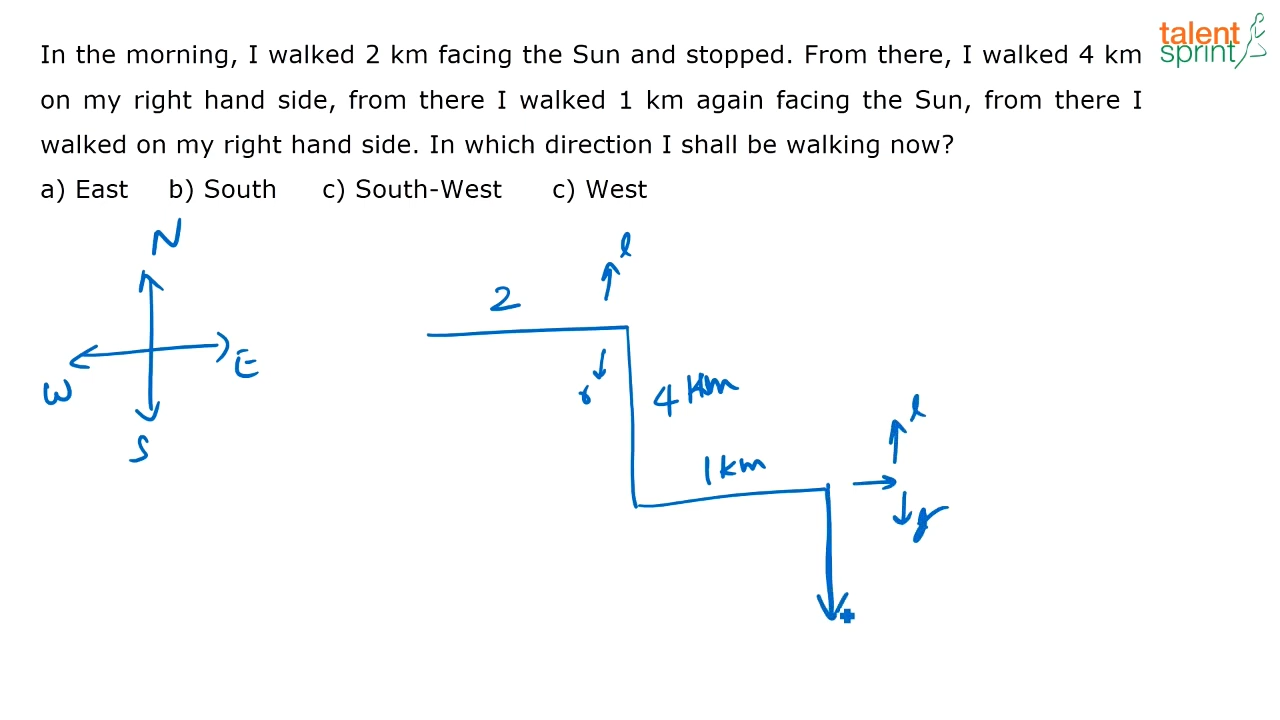 talent
sprint
In the morning, I walked 2 km facing the Sun and stopped. From there, I walked 4 km
on my right hand side, from there I walked 1 km again facing the Sun, from there I
walked on my right hand side. In which direction I shall be walking now?
a) East b) South c) South-West c) West
N
W
E
S
2
l
r
4 Km
1 km
l
r